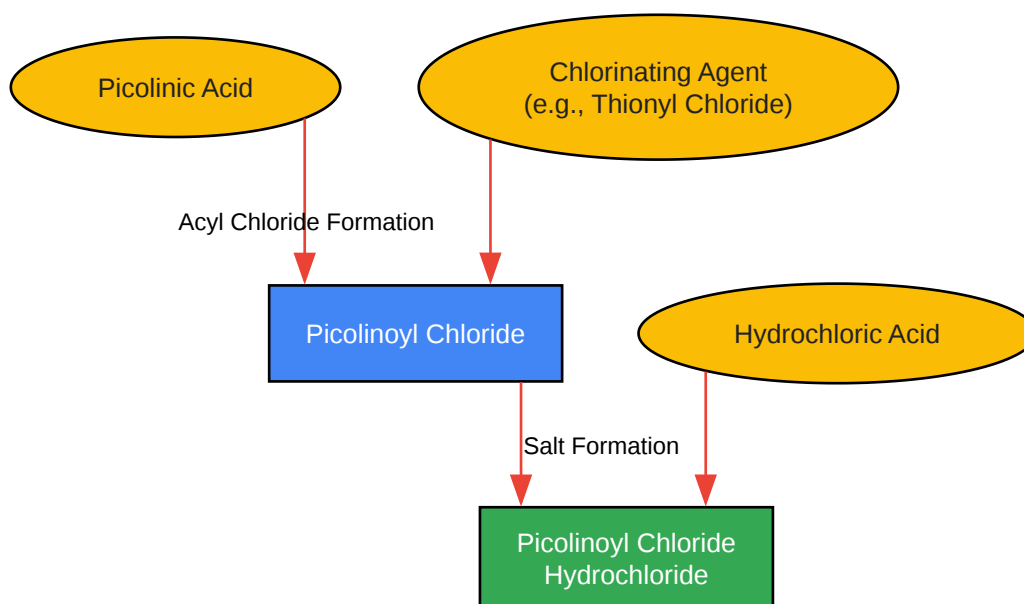 Picolinic Acid
Chlorinating Agent
(e.g., Thionyl Chloride)
Acyl Chloride Formation
Picolinoyl Chloride
Hydrochloric Acid
Salt Formation
Picolinoyl Chloride
Hydrochloride